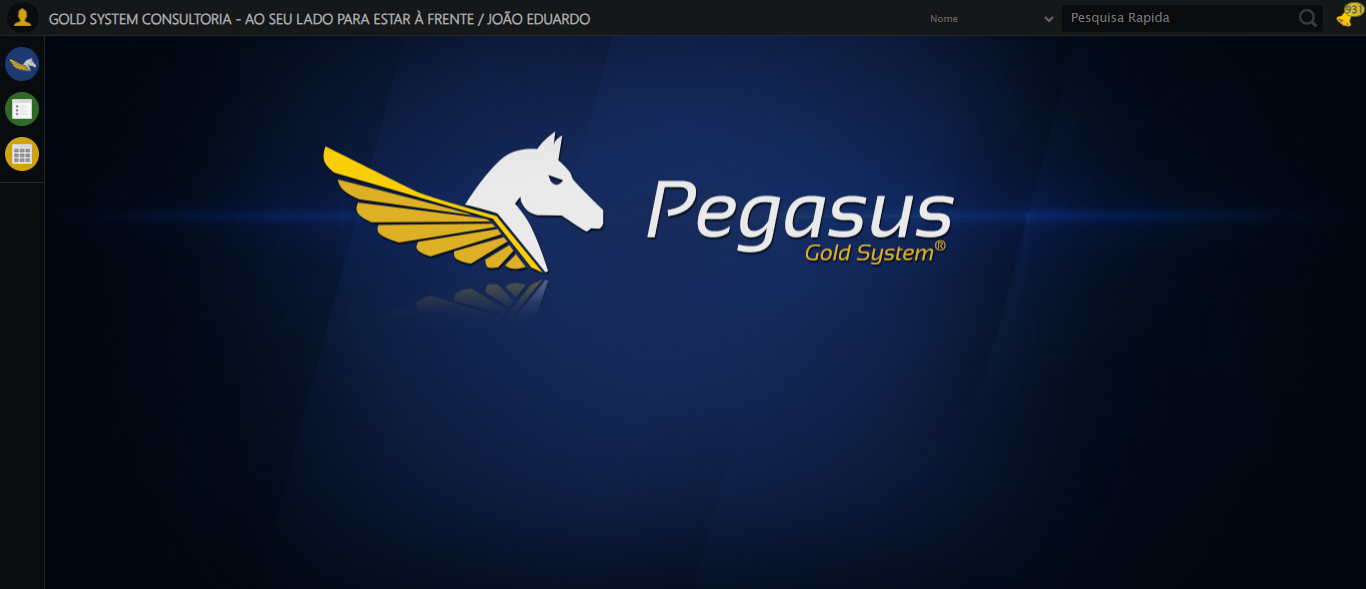 GOLD SYSTEM CONSULTORIA - AO SEU LADO PARA ESTAR À FRENTE / JOÃO EDUARDO
Nome
Pesquisa Rapida
931
Pegasus
Gold System®